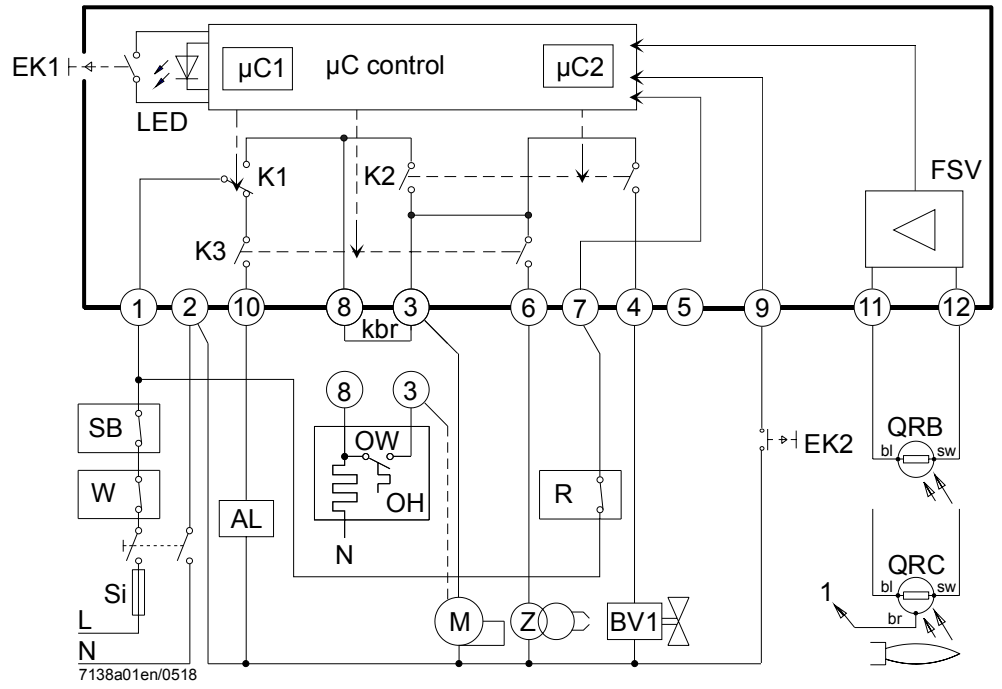 EK1
LED
µC1
µC control
µC2
FSV
K1
K2
K3
1
2
10
8
3
6
7
4
5
9
11
12
kbr
8
3
SB
W
OW
OH
N
AL
R
EK2
QRB
bl
sw
QRC
bl
sw
br
1
Si
L
N
M
Z
BV1
7138a01en/0518